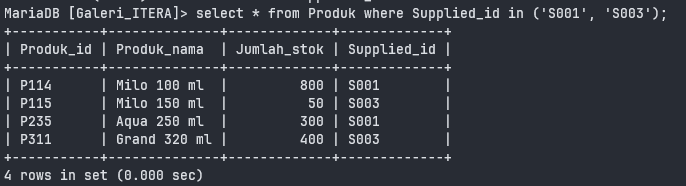 MariaDB [Galeri_ITERA]> select * from Produk where Supplied_id in ('S001', 'S003');
+-----------+---------------+-------------+-------------+
| Produk_id | Produk_nama   | Jumlah_stok | Supplied_id |
+-----------+---------------+-------------+-------------+
| P114      | Milo 100 ml   |         800 | S001        |
| P115      | Milo 150 ml   |          50 | S003        |
| P235      | Aqua 250 ml   |         300 | S001        |
| P311      | Grand 320 ml  |         400 | S003        |
+-----------+---------------+-------------+-------------+
4 rows in set (0.000 sec)